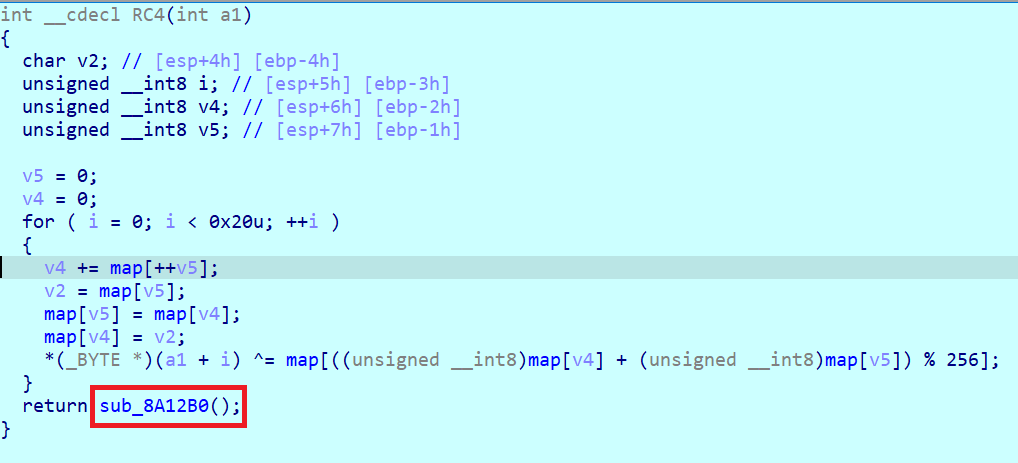 int __cdecl RC4(int a1)
{
  char v2; // [esp+4h] [ebp-4h]
  unsigned __int8 i; // [esp+5h] [ebp-3h]
  unsigned __int8 v4; // [esp+6h] [ebp-2h]
  unsigned __int8 v5; // [esp+7h] [ebp-1h]

  v5 = 0;
  v4 = 0;
  for ( i = 0; i < 0x20u; ++i )
  {
    v4 += map[++v5];
    v2 = map[v5];
    map[v5] = map[v4];
    map[v4] = v2;
    *(_BYTE *)(a1 + i) ^= map[((unsigned __int8)map[v4] + (unsigned __int8)map[v5]) % 256];
  }
  return sub_8A12B0();
}